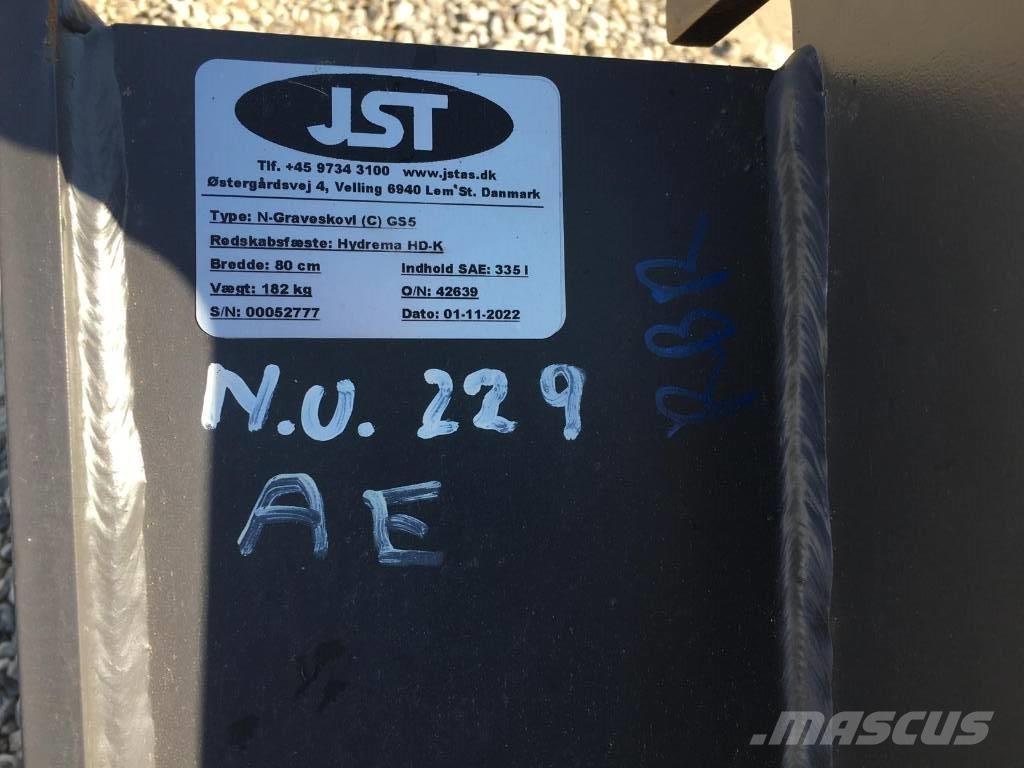 JST
Tlf. +45 9734 3100 www.jstas.dk
Østergårdsvej 4, Velling 6940 Lem St. Danmark
Type: N-Graveskovl (C) GS5
Redskabsfæste: Hydrema HD-K
Bredde: 80 cm Indhold SAE: 335 l
Vægt: 182 kg O/N: 42639
S/N: 00052777 Dato: 01-11-2022
N.U. 229
AE
RBR
.MASCUS